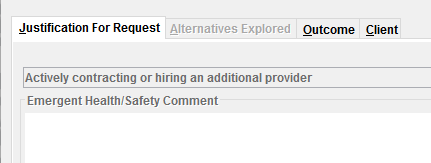 Justification For Request Alternatives Explored Outcome Client
Actively contracting or hiring an additional provider
Emergent Health/Safety Comment